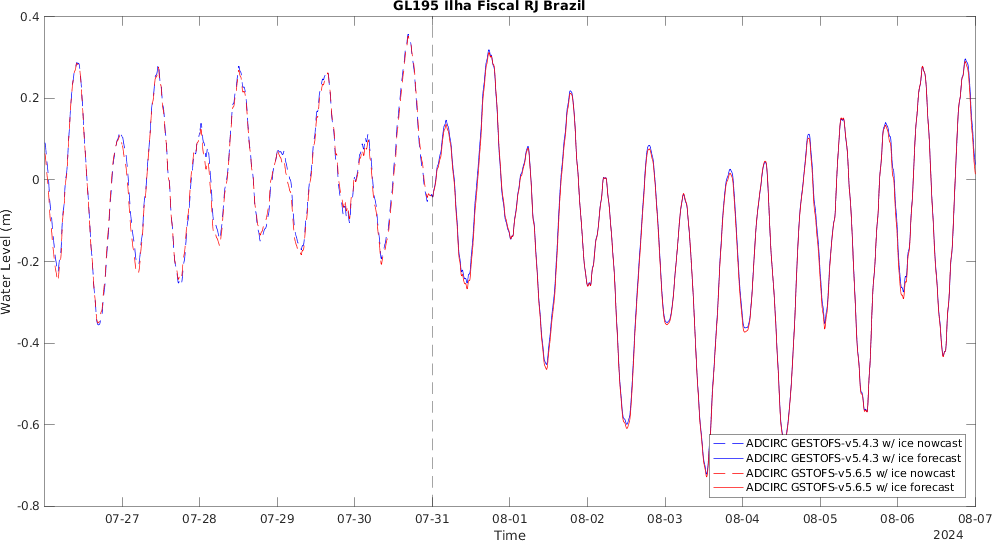 GL195 Ilha Fiscal RJ Brazil
0.4
0.2
0
-0.2
-0.4
-0.6
-0.8
Water Level (m)
ADCIRC GESTOFS-v5.4.3 w/ ice nowcast
ADCIRC GESTOFS-v5.4.3 w/ ice forecast
ADCIRC GSTOFS-v5.6.5 w/ ice nowcast
ADCIRC GSTOFS-v5.6.5 w/ ice forecast
07-27 07-28 07-29 07-30 07-31 08-01 08-02 08-03 08-04 08-05 08-06 08-07
Time
2024